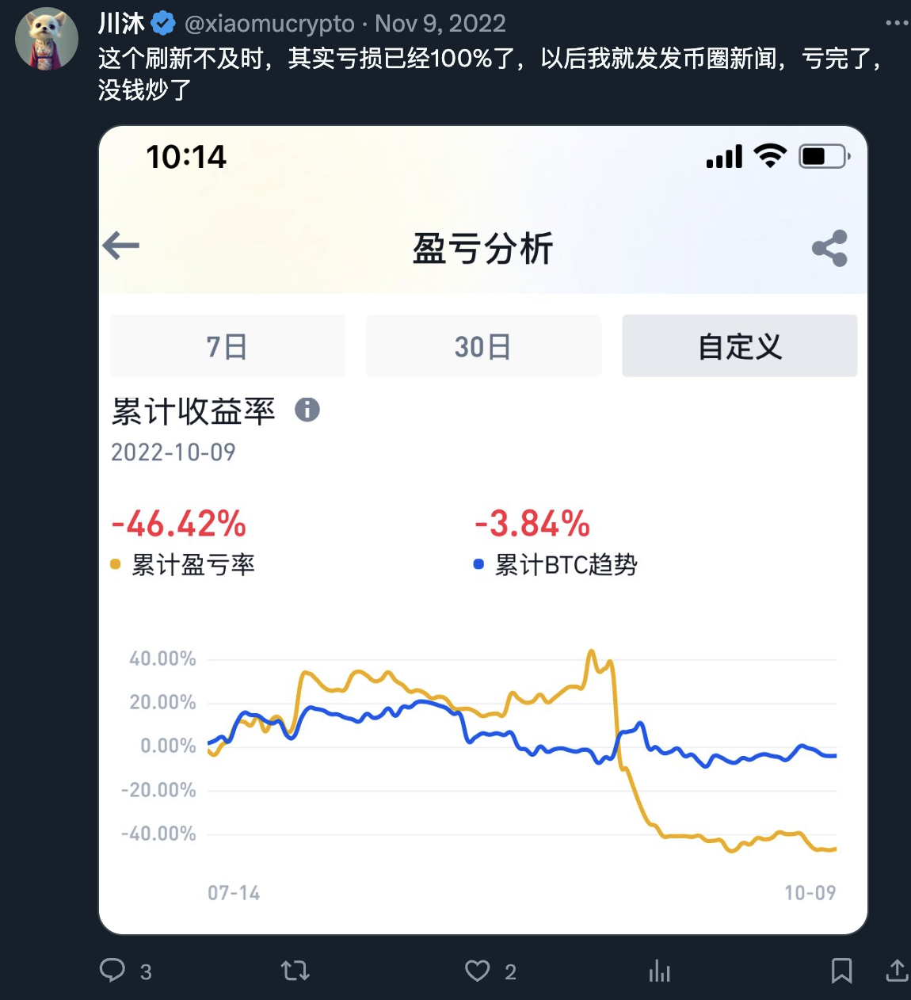 川沐 @xiaomucrypto · Nov 9, 2022
这个刷新不及时，其实亏损已经100%了，以后我就发发币圈新闻，亏完了，
没钱炒了
10:14
盈亏分析
7日 30日 自定义
累计收益率
2022-10-09
-46.42% -3.84%
累计盈亏率 累计BTC趋势
40.00%
20.00%
0.00%
-20.00%
-40.00%
07-14 10-09
3 2